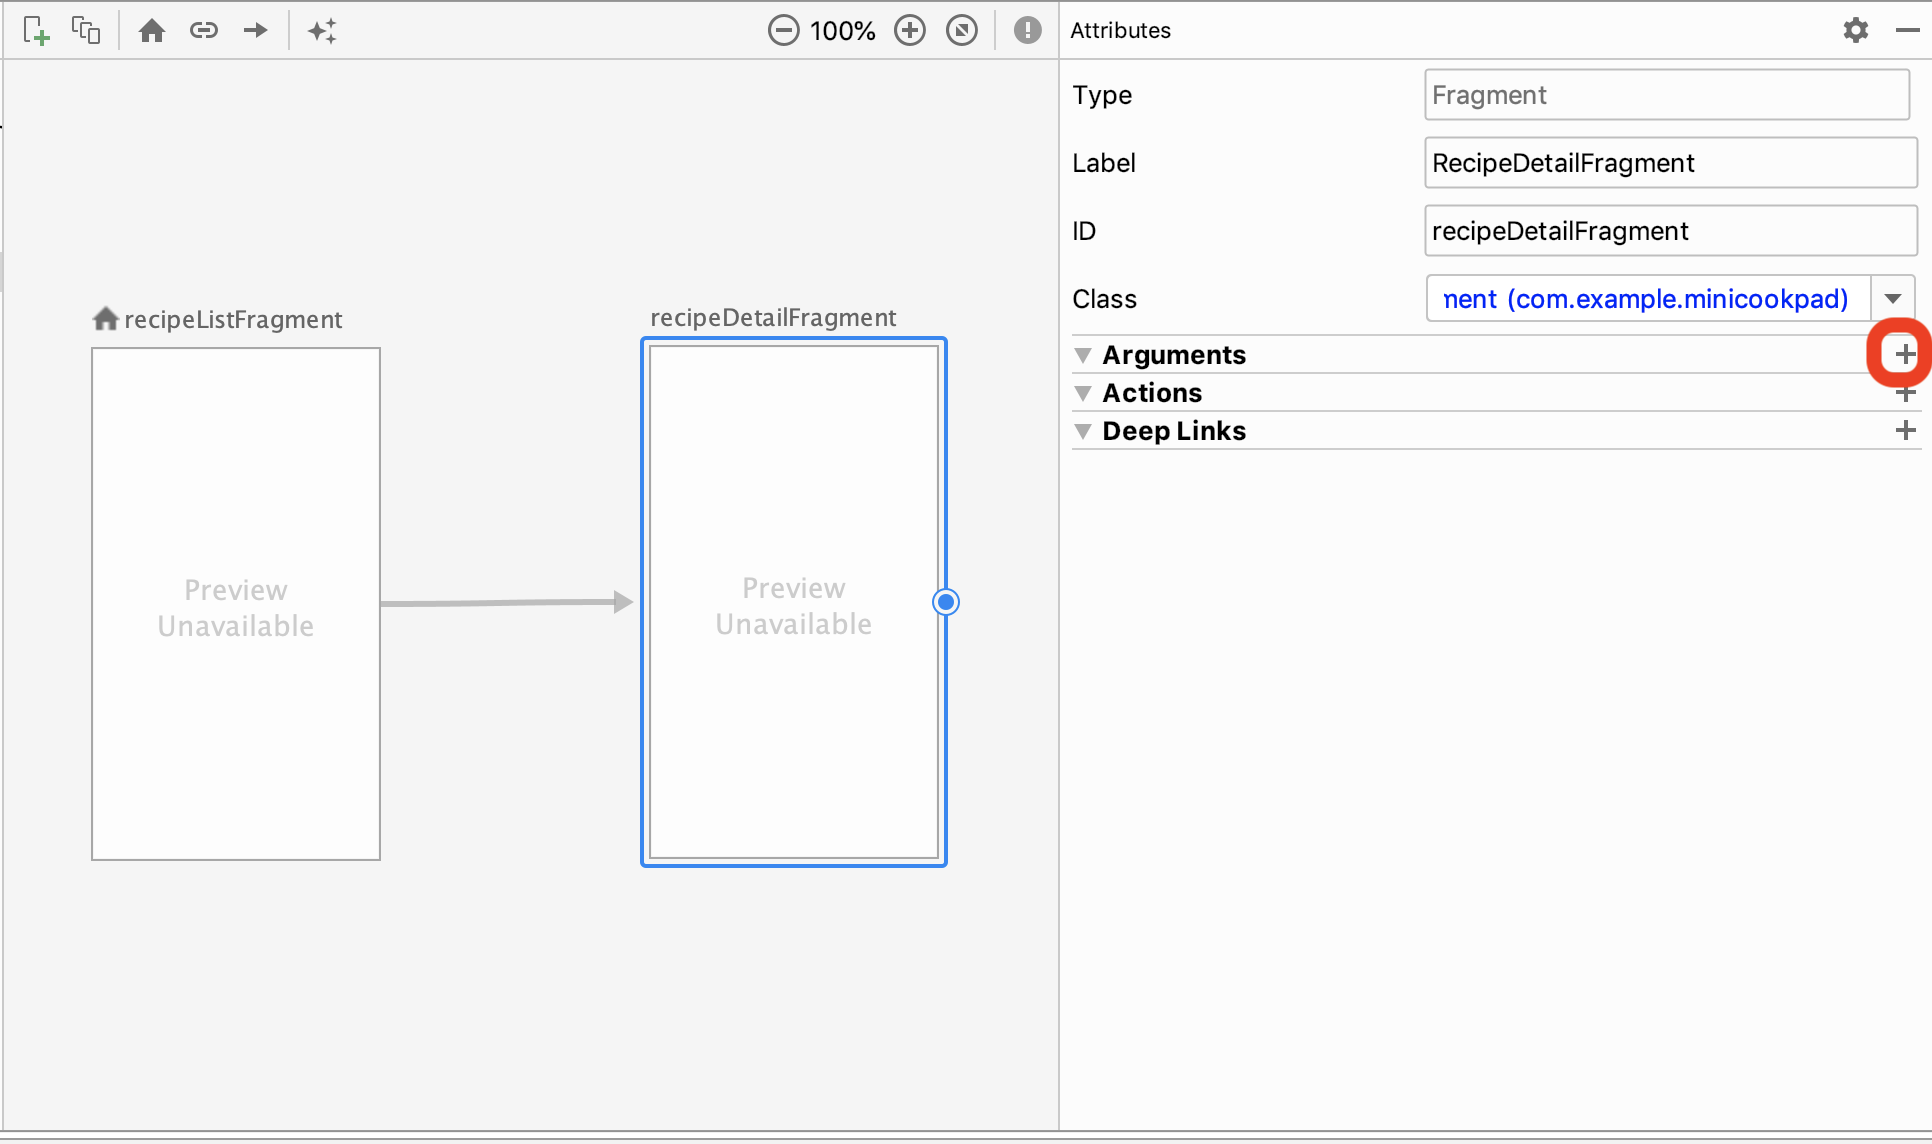 100%
Attributes
Type
Fragment
Label
RecipeDetailFragment
ID
recipeDetailFragment
Class
ment (com.example.minicookpad)
Arguments
Actions
Deep Links
recipeListFragment
Preview
Unavailable
recipeDetailFragment
Preview
Unavailable